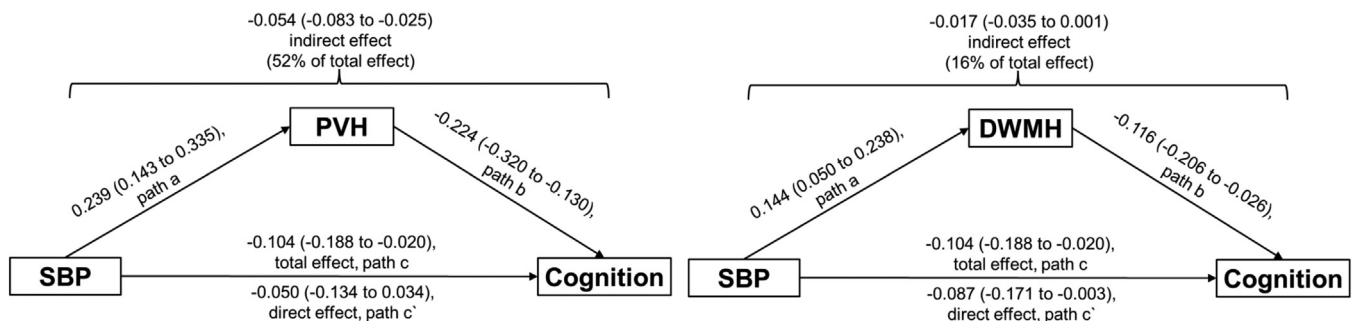 -0.054 (-0.083 to -0.025)
indirect effect
(52% of total effect)
PVH
0.239 (0.143 to 0.335),
path a
-0.224 (-0.320 to -0.130),
path b
SBP
-0.104 (-0.188 to -0.020),
total effect, path c
-0.050 (-0.134 to 0.034),
direct effect, path c`
Cognition
-0.017 (-0.035 to 0.001)
indirect effect
(16% of total effect)
DWMH
0.144 (0.050 to 0.238),
path a
-0.116 (-0.206 to -0.026),
path b
SBP
-0.104 (-0.188 to -0.020),
total effect, path c
-0.087 (-0.171 to -0.003),
direct effect, path c`
Cognition